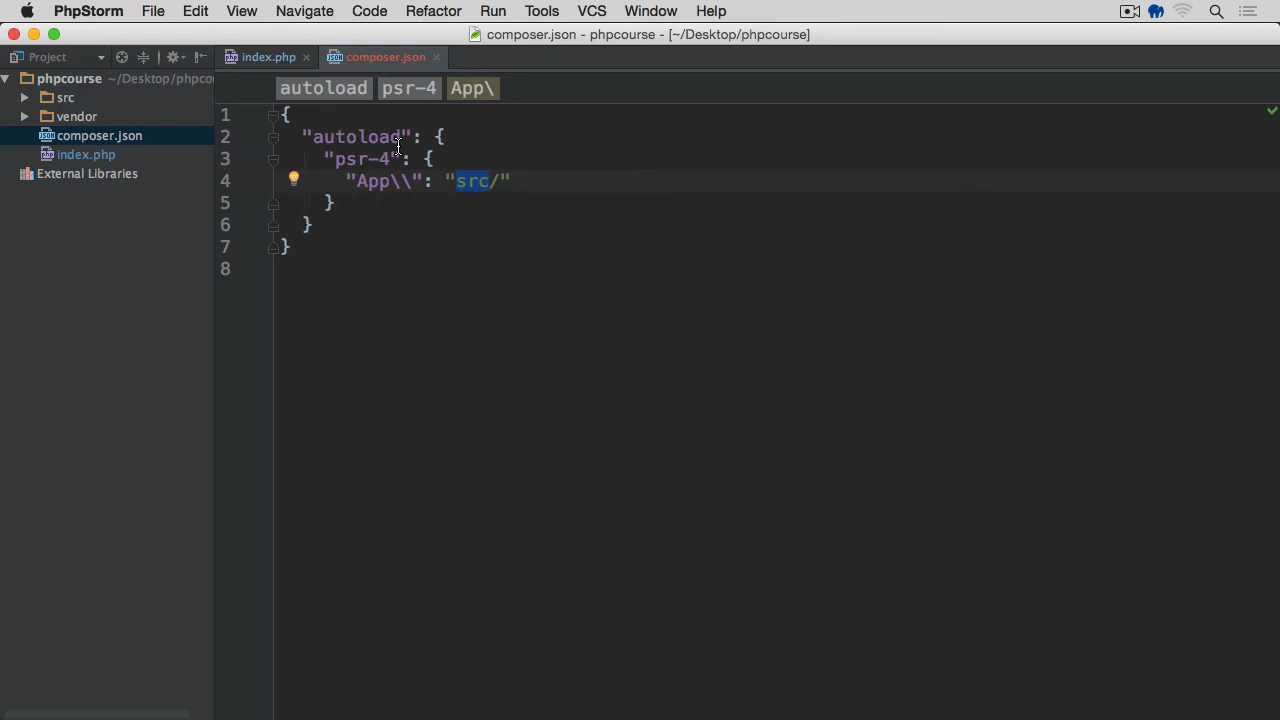 PhpStorm File Edit View Navigate Code Refactor Run Tools VCS Window Help
composer.json - phpcourse - [~/Desktop/phpcourse]
Project index.php composer.json
phpcourse ~/Desktop/phpcou
autoload psr-4 App\
src
vendor
composer.json
index.php
External Libraries
1 {
2 "autoload": {
3 "psr-4": {
4 "App\\": "src/"
5 }
6 }
7 }
8